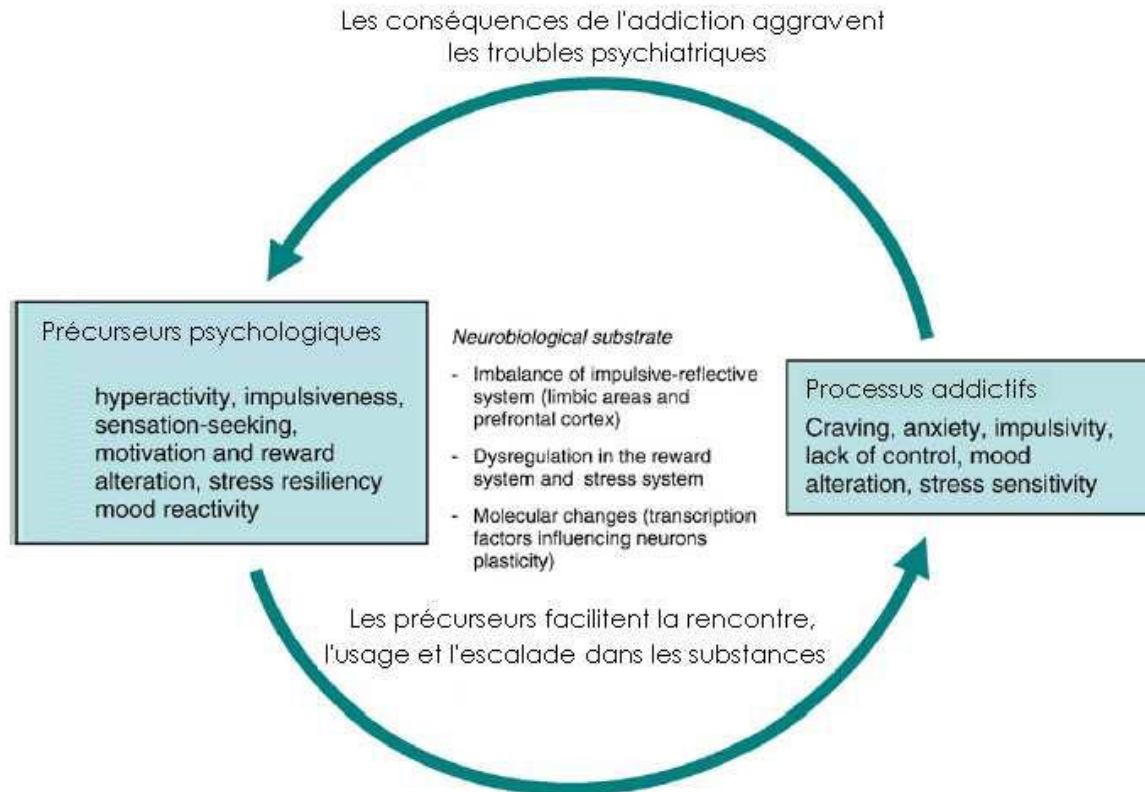 Les conséquences de l'addiction aggravent
les troubles psychiatriques
Précurseurs psychologiques
hyperactivity, impulsiveness,
sensation-seeking,
motivation and reward
alteration, stress resiliency
mood reactivity
Neurobiological substrate
- Imbalance of impulsive-reflective
system (limbic areas and
prefrontal cortex)
- Dysregulation in the reward
system and stress system
- Molecular changes (transcription
factors influencing neurons
plasticity)
Processus addictifs
Craving, anxiety, impulsivity,
lack of control, mood
alteration, stress sensitivity
Les précurseurs facilitent la rencontre,
l'usage et l'escalade dans les substances